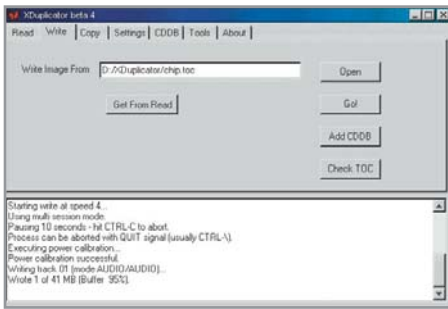 XDuplicator beta 4
Read Write Copy Settings CDDB Tools About
Write Image From D:/XDuplicator/chip.toc Open
Get From Read Go!
Add CDDB
Check TOC
Starting write at speed 4...
Using multi session mode.
Pausing 10 seconds - hit CTRL-C to abort.
Process can be aborted with QUIT signal (usually CTRL-\).
Executing power calibration...
Power calibration successful.
Writing track 01 (mode AUDIO/AUDIO)...
Wrote 1 of 41 MB (Buffer 95%).